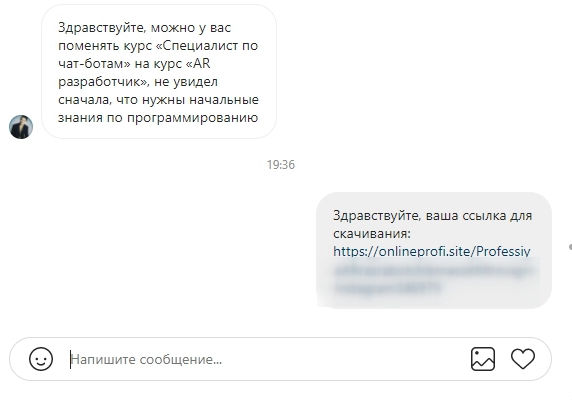 Здравствуйте, можно у вас
поменять курс «Специалист по
чат-ботам» на курс «AR
разработчик», не увидел
сначала, что нужны начальные
знания по программированию
19:36
Здравствуйте, ваша ссылка для
скачивания:
https://onlineprofi.site/Professiy
Напишите сообщение...